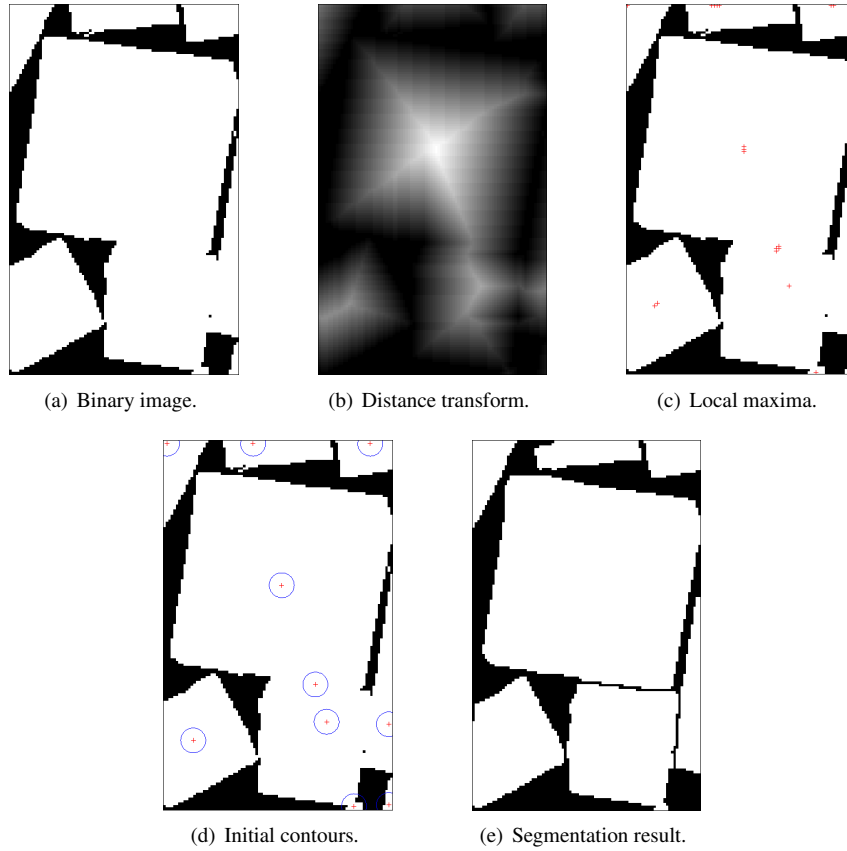 (a) Binary image.
(b) Distance transform.
(c) Local maxima.
(d) Initial contours.
(e) Segmentation result.